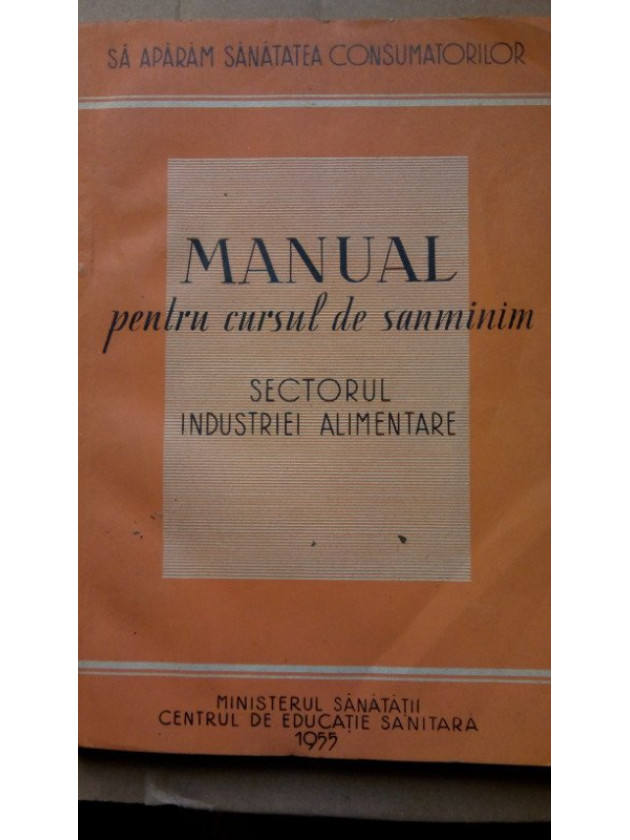 SĂ APĂRĂM SĂNĂTATEA CONSUMATORILOR
MANUAL
pentru cursul de sanminim
SECTORUL
INDUSTRIEI ALIMENTARE
MINISTERUL SĂNĂTĂȚII
CENTRUL DE EDUCAȚIE SANITARĂ
1955